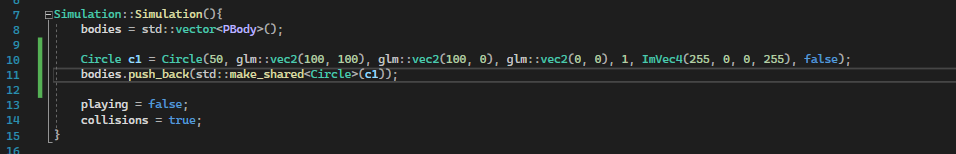 7 Simulation::Simulation(){
8     bodies = std::vector<PBody>();
9
10     Circle c1 = Circle(50, glm::vec2(100, 100), glm::vec2(100, 0), glm::vec2(0, 0), 1, ImVec4(255, 0, 0, 255), false);
11     bodies.push_back(std::make_shared<Circle>(c1));
12
13     playing = false;
14     collisions = true;
15 }
16